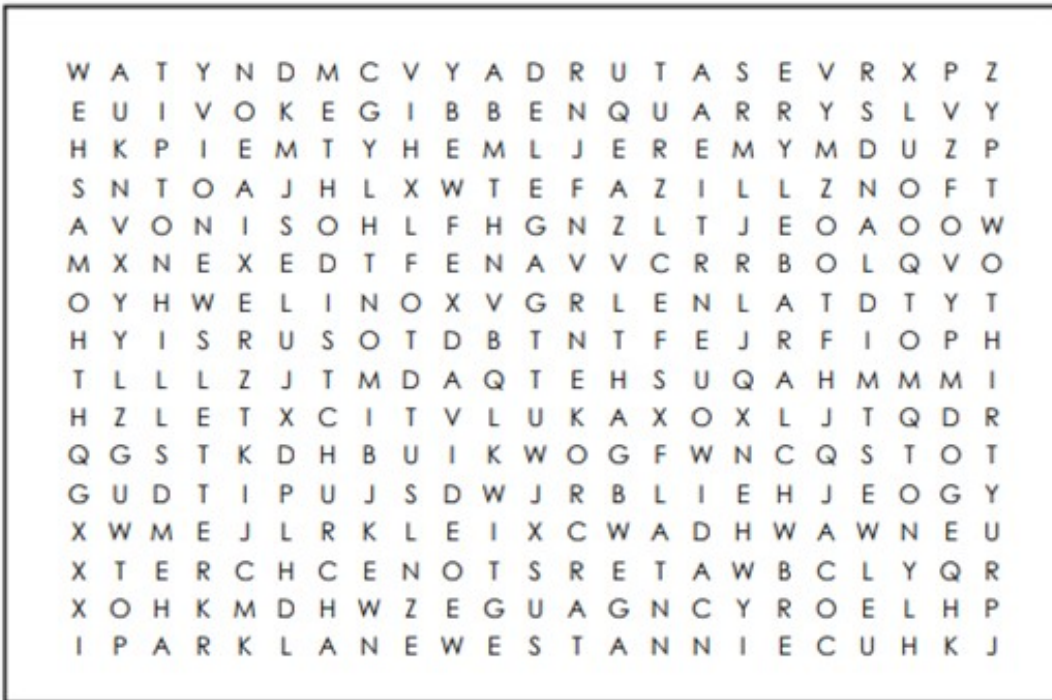 W A T Y N D M C V Y A D R U T A S E V R X P Z
E U I V O K E G I B B E N Q U A R R Y S L V Y
H K P I E M T Y H E M L J E R E M Y M D U Z P
S N T O A J H L X W T E F A Z I L L Z N O F T
A V O N I S O H L F H G N Z L T J E O A O O W
M X N E X E D T F E N A V V C R R B O L Q V O
O Y H W E L I N O X V G R L E N L A T D T Y T
H Y I S R U S O T D B T N T F E J R F I O P H
T L L L Z J T M D A Q T E H S U Q A H M M M I
H Z L E T X C I T V L U K A X O X L J T Q D R
Q G S T K D H B U I K W O G F W N C Q S T O T
G U D T I P U J S D W J R B L I E H J E O G Y
X W M E J L R K L E I X C W A D H W A W N E U
X T E R C H C E N O T S R E T A W B C L Y Q R
X O H K M D H W Z E G U A G N C Y R O E L H P
I P A R K L A N E W E S T A N N I E C U H K J